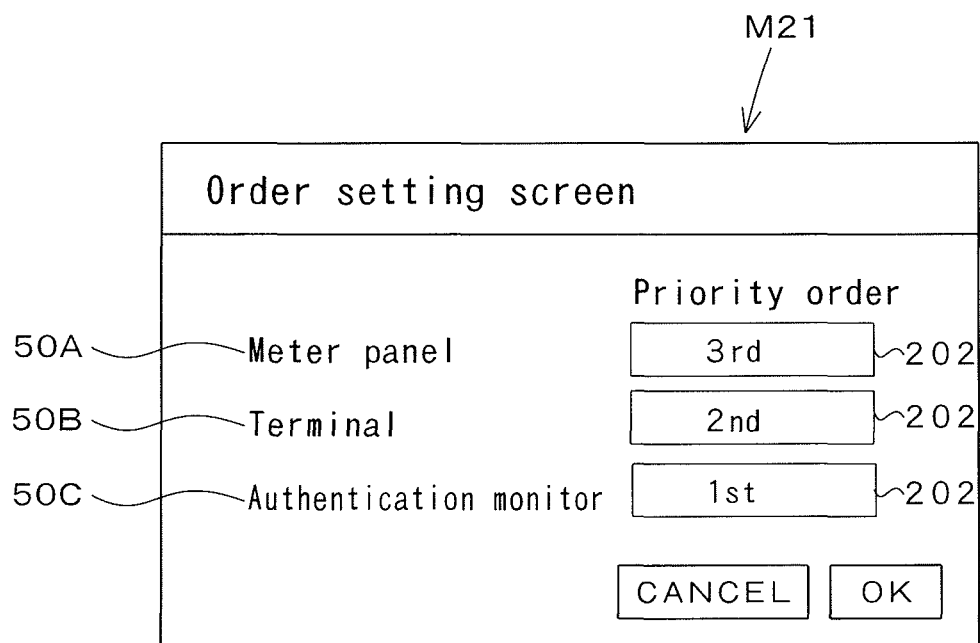 M21
Order setting screen
Priority order
50A Meter panel 3rd 202
50B Terminal 2nd 202
50C Authentication monitor 1st 202
CANCEL OK